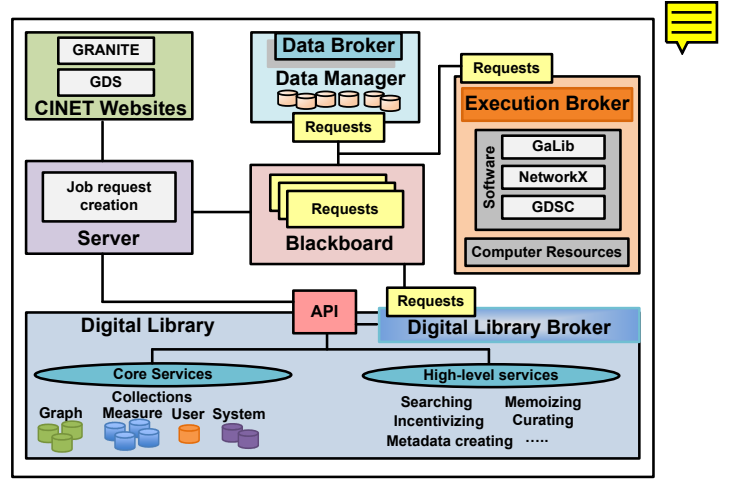 GRANITE
GDS
CINET Websites
Data Broker
Data Manager
Requests
Requests
Execution Broker
Software
GaLib
NetworkX
GDSC
Computer Resources
Job request
creation
Server
Requests
Blackboard
API
Requests
Digital Library
Digital Library Broker
Core Services
High-level services
Collections
Graph
Measure
User
System
Searching
Memoizing
Incentivizing
Curating
Metadata creating
.....